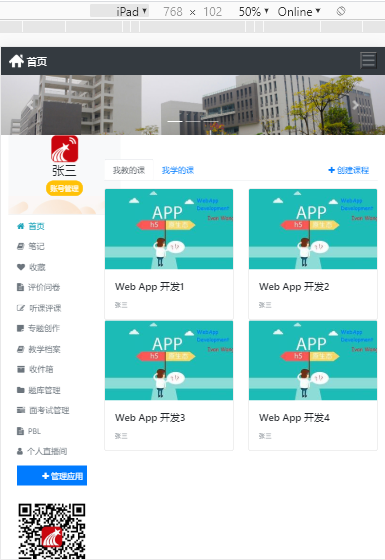 iPad ▾ 768 × 102 50% ▾ Online ▾
首页
张三
账号管理
首页
笔记
收藏
评价问卷
听课评课
专题创作
教学档案
收件箱
题库管理
面考试管理
PBL
个人直播间
+ 管理应用
我教的课 我学的课 + 创建课程
WebApp
Development
APP
h5
Web App 开发1
张三
WebApp
Development
APP
h5
Web App 开发2
张三
WebApp
Development
APP
h5
Web App 开发3
张三
WebApp
Development
APP
h5
Web App 开发4
张三